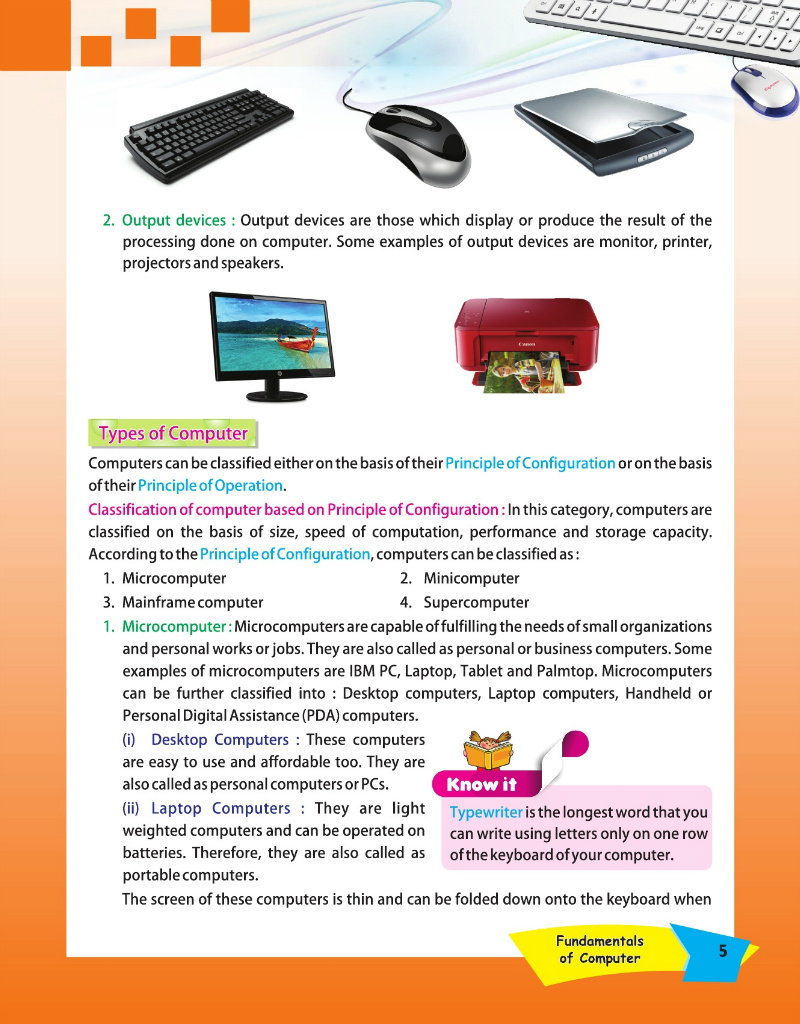 2. Output devices : Output devices are those which display or produce the result of the
processing done on computer. Some examples of output devices are monitor, printer,
projectors and speakers.
Canon
Types of Computer
Computers can be classified either on the basis of their Principle of Configuration or on the basis
of their Principle of Operation.
Classification of computer based on Principle of Configuration : In this category, computers are
classified on the basis of size, speed of computation, performance and storage capacity.
According to the Principle of Configuration, computers can be classified as :
1. Microcomputer 2. Minicomputer
3. Mainframe computer 4. Supercomputer
1. Microcomputer : Microcomputers are capable of fulfilling the needs of small organizations
and personal works or jobs. They are also called as personal or business computers. Some
examples of microcomputers are IBM PC, Laptop, Tablet and Palmtop. Microcomputers
can be further classified into : Desktop computers, Laptop computers, Handheld or
Personal Digital Assistance (PDA) computers.
(i) Desktop Computers : These computers
are easy to use and affordable too. They are
also called as personal computers or PCs.
(ii) Laptop Computers : They are light
weighted computers and can be operated on
batteries. Therefore, they are also called as
portable computers.
Know it
Typewriter is the longest word that you
can write using letters only on one row
of the keyboard of your computer.
The screen of these computers is thin and can be folded down onto the keyboard when
Fundamentals
of Computer
5